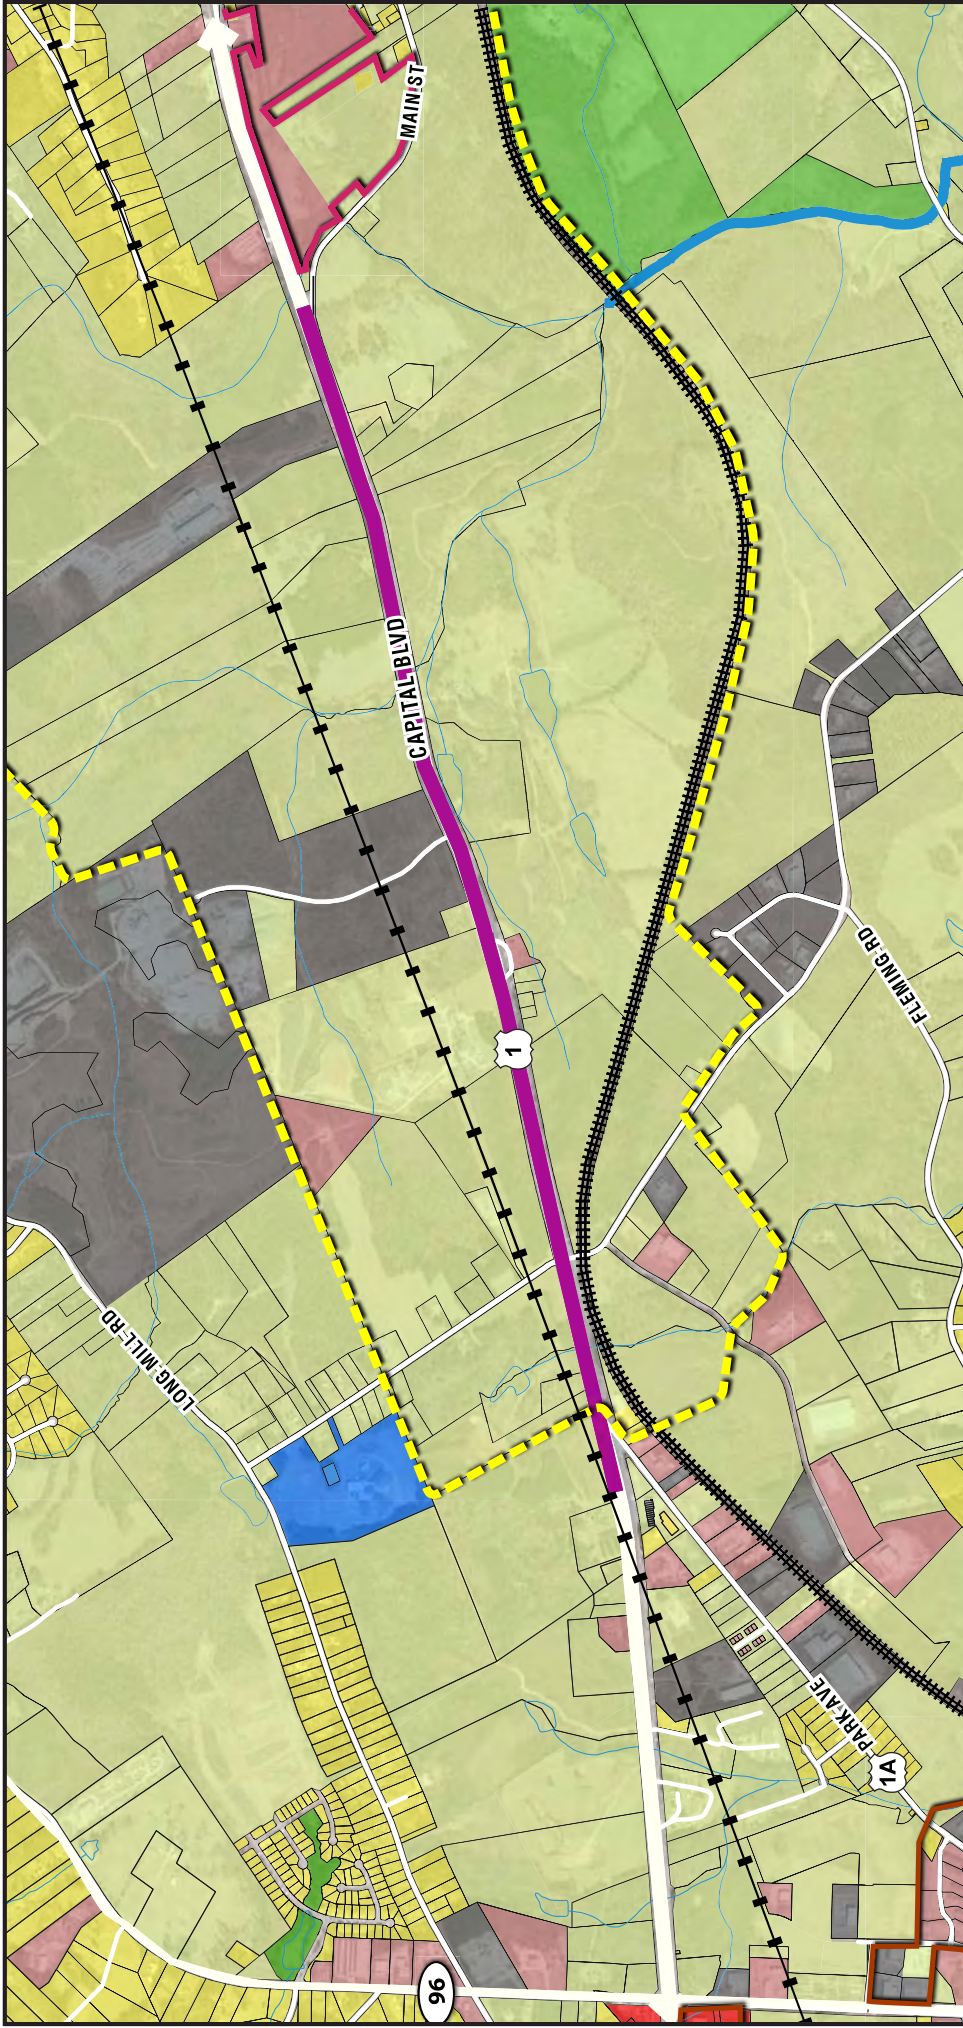 MAIN ST
CAPITAL BLVD
FLEMING RD
1
LONG MILL RD
PARK AVE
1A
96